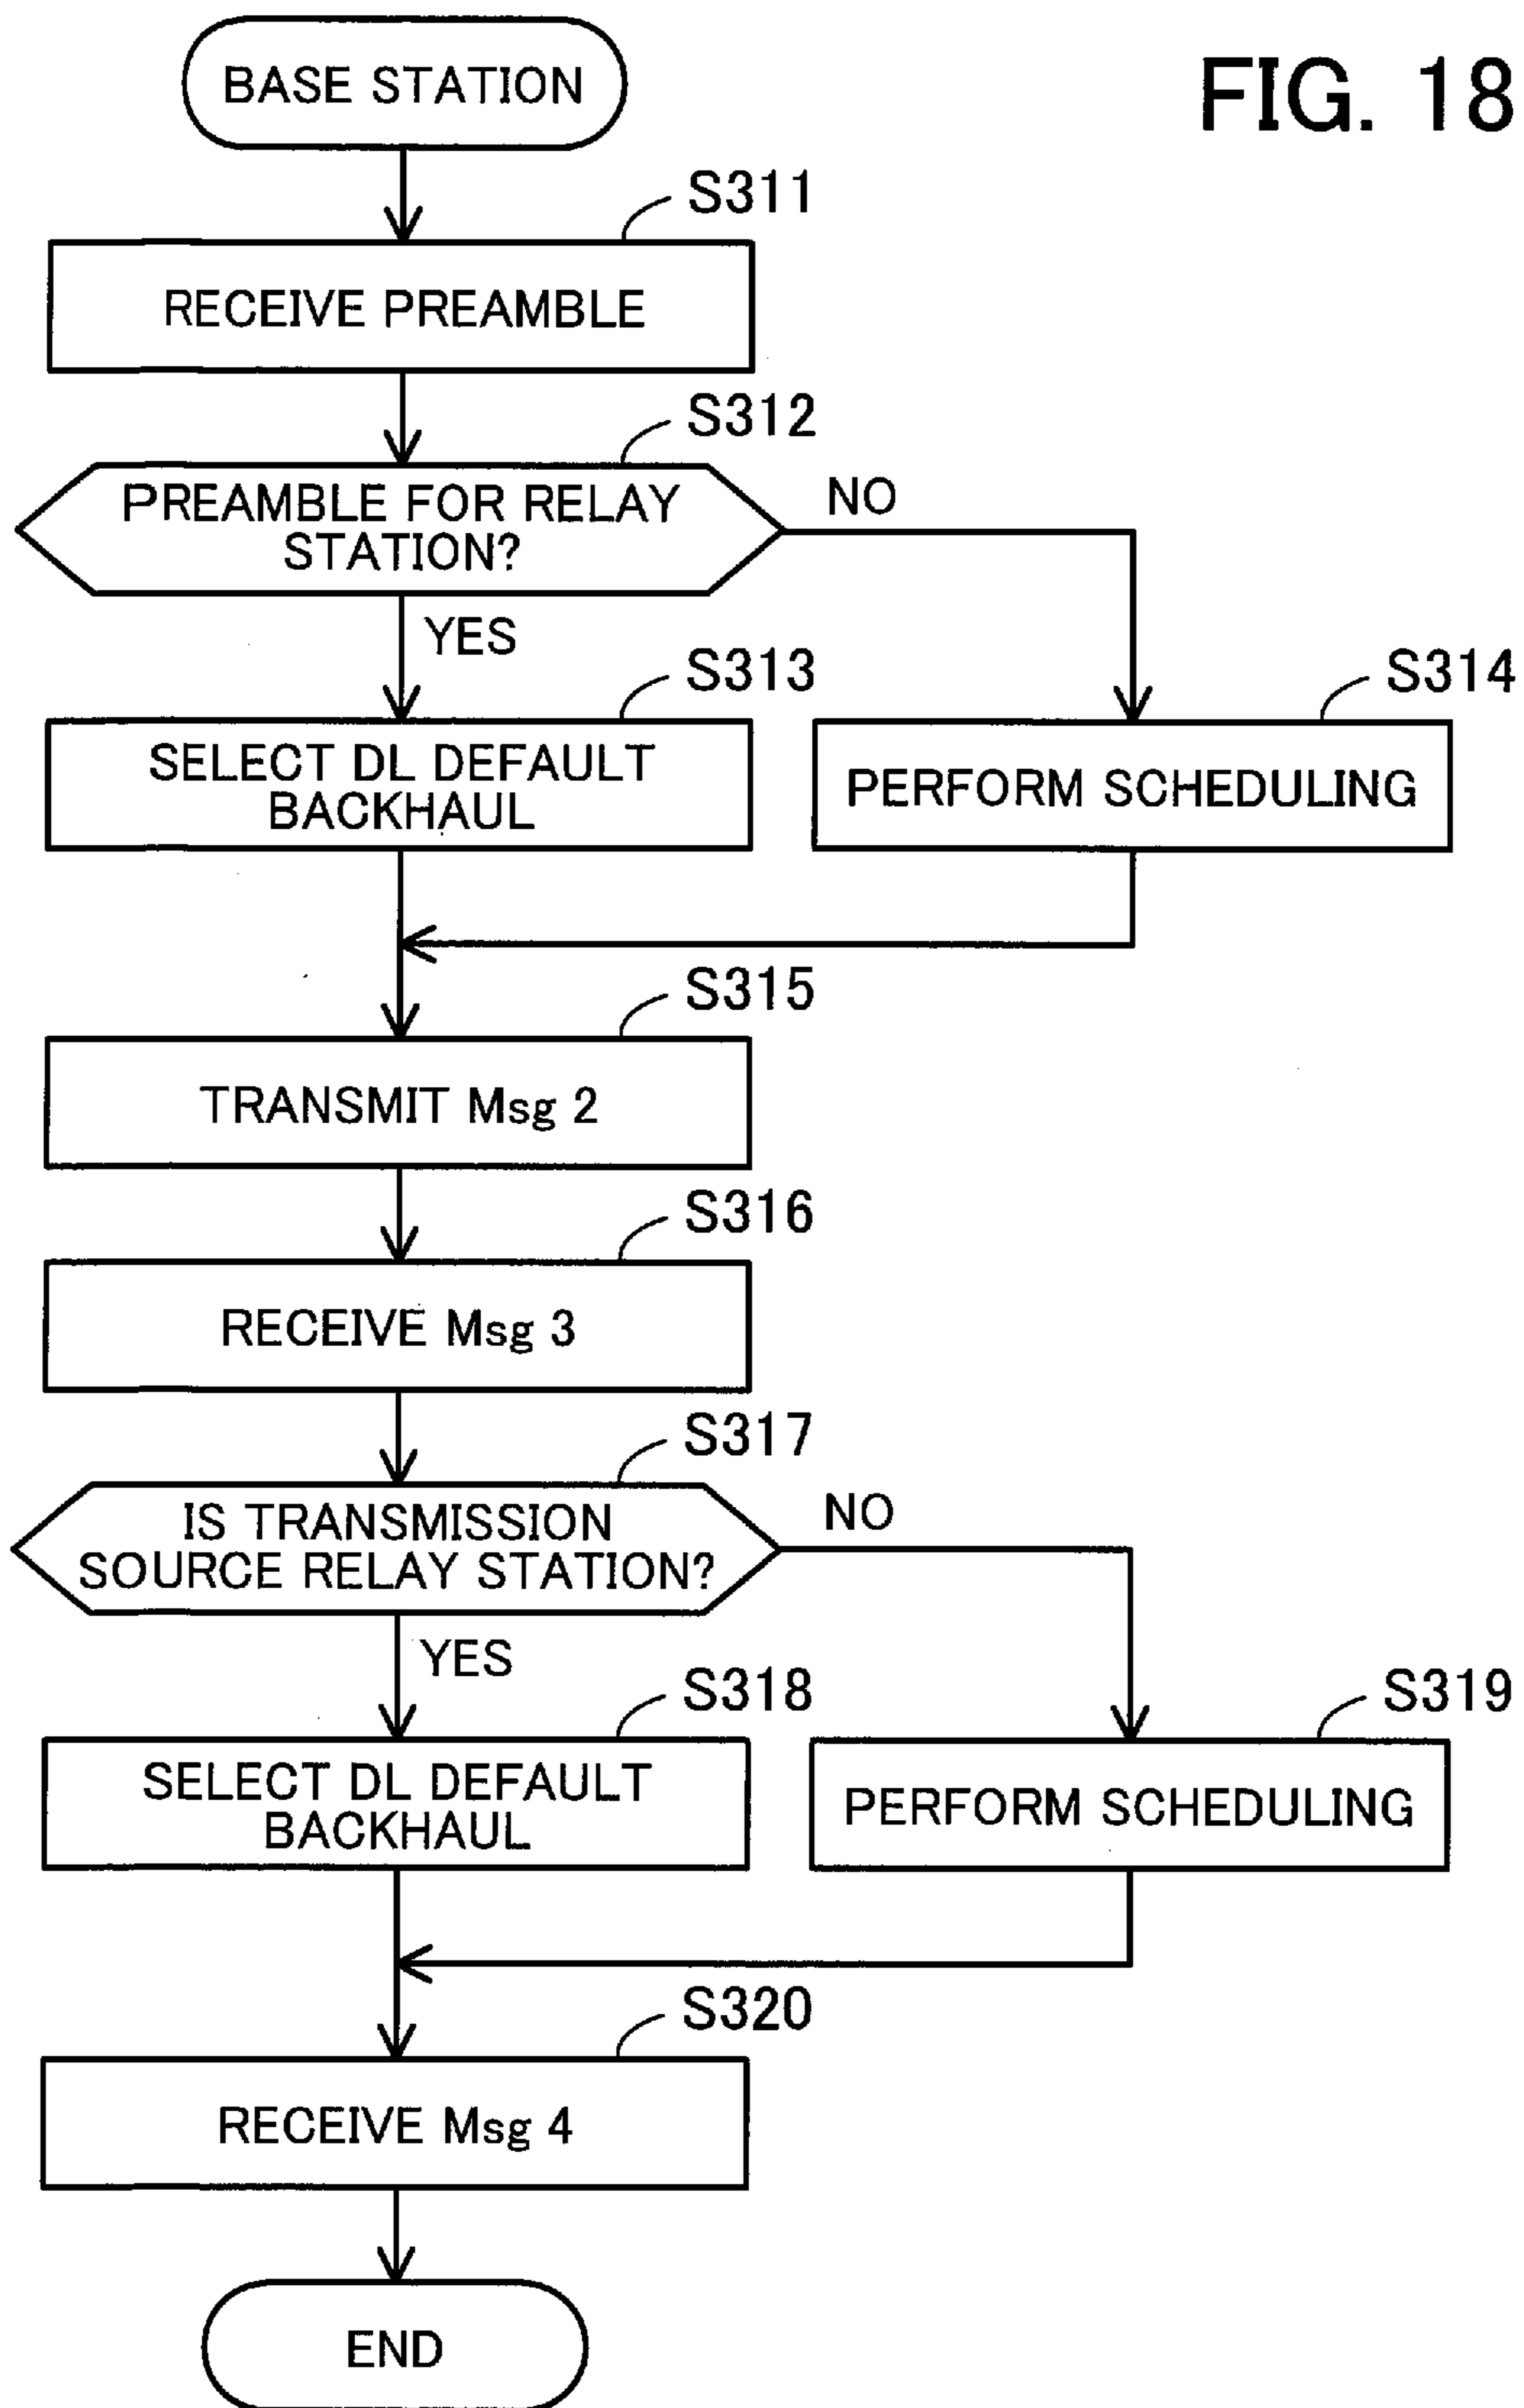 FIG. 18
BASE STATION
S311
RECEIVE PREAMBLE
S312
PREAMBLE FOR RELAY
STATION?
NO
YES
S313
SELECT DL DEFAULT
BACKHAUL
S314
PERFORM SCHEDULING
S315
TRANSMIT Msg 2
S316
RECEIVE Msg 3
S317
IS TRANSMISSION
SOURCE RELAY STATION?
NO
YES
S318
SELECT DL DEFAULT
BACKHAUL
S319
PERFORM SCHEDULING
S320
RECEIVE Msg 4
END